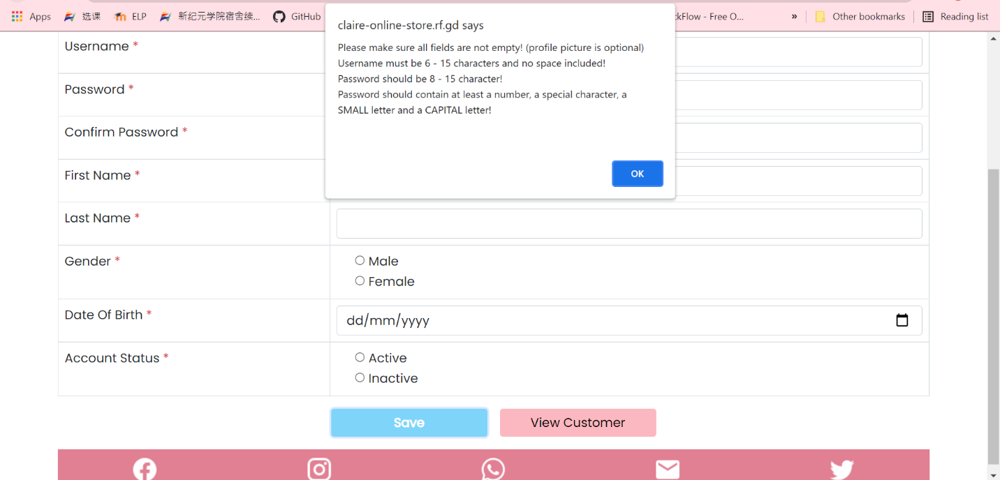 Apps
选课
ELP
新纪元学院宿舍续...
GitHub
ckFlow - Free O...
»
Other bookmarks
Reading list
claire-online-store.rf.gd says
Please make sure all fields are not empty! (profile picture is optional)
Username must be 6 - 15 characters and no space included!
Password should be 8 - 15 character!
Password should contain at least a number, a special character, a
SMALL letter and a CAPITAL letter!
OK
Username *
Password *
Confirm Password *
First Name *
Last Name *
Gender *
Male
Female
Date Of Birth *
dd/mm/yyyy
Account Status *
Active
Inactive
Save
View Customer